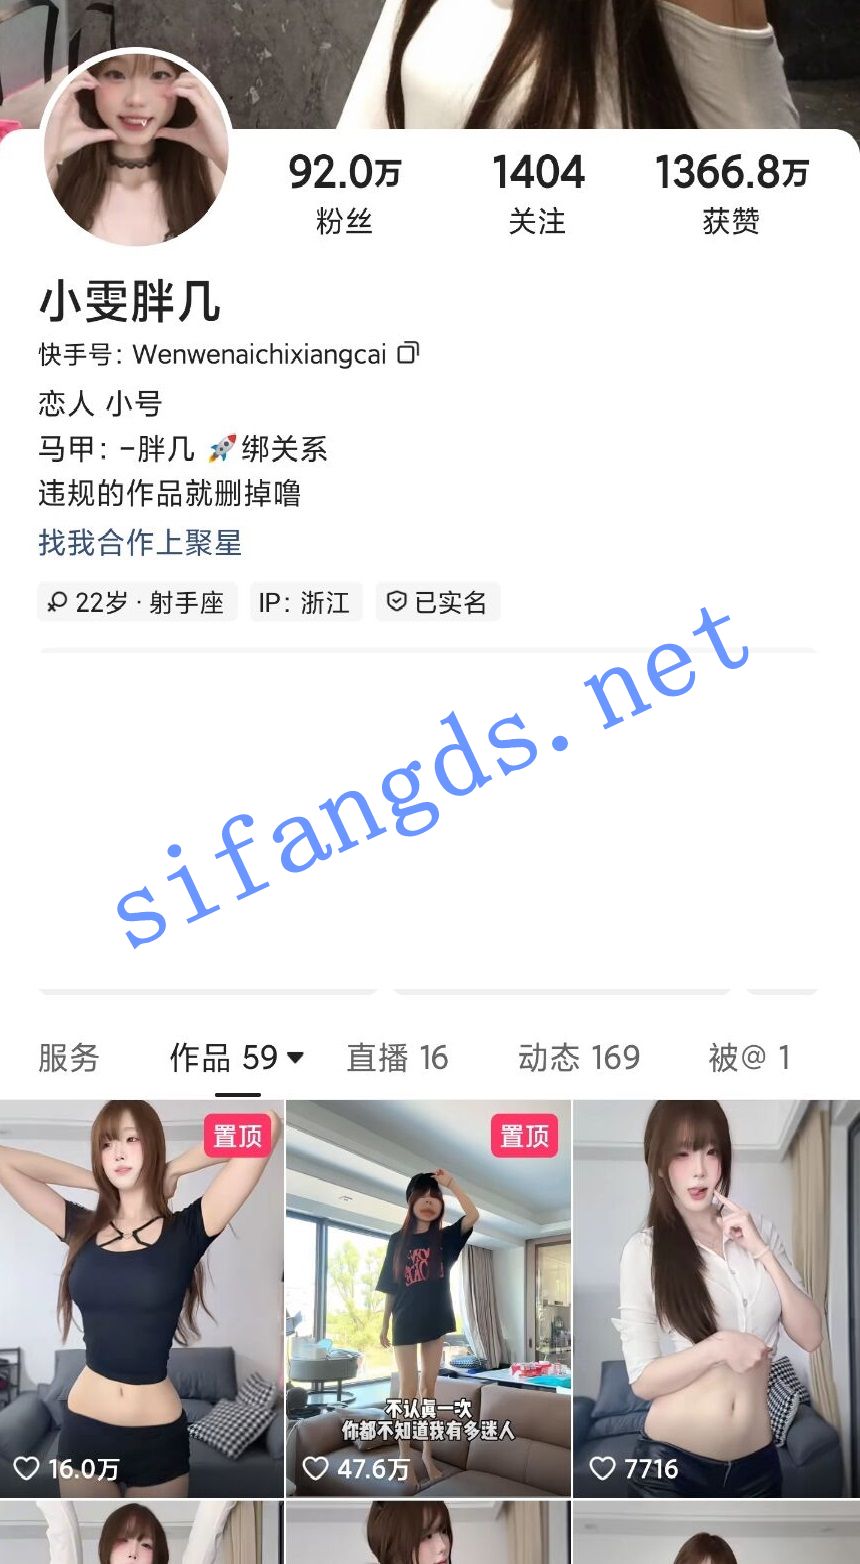 92.0万 1404 1366.8万
粉丝 关注 获赞
小雯胖几
快手号: Wenwenaichixiangcai
恋人 小号
马甲: -胖几 🚀绑关系
违规的作品就删掉噜
找我合作上聚星
22岁 · 射手座 IP: 浙江 已实名
sifangds.net
服务 作品 59 直播 16 动态 169 被@ 1
置顶 置顶
不认真一次
你都不知道我有多迷人
16.0万 47.6万 7716